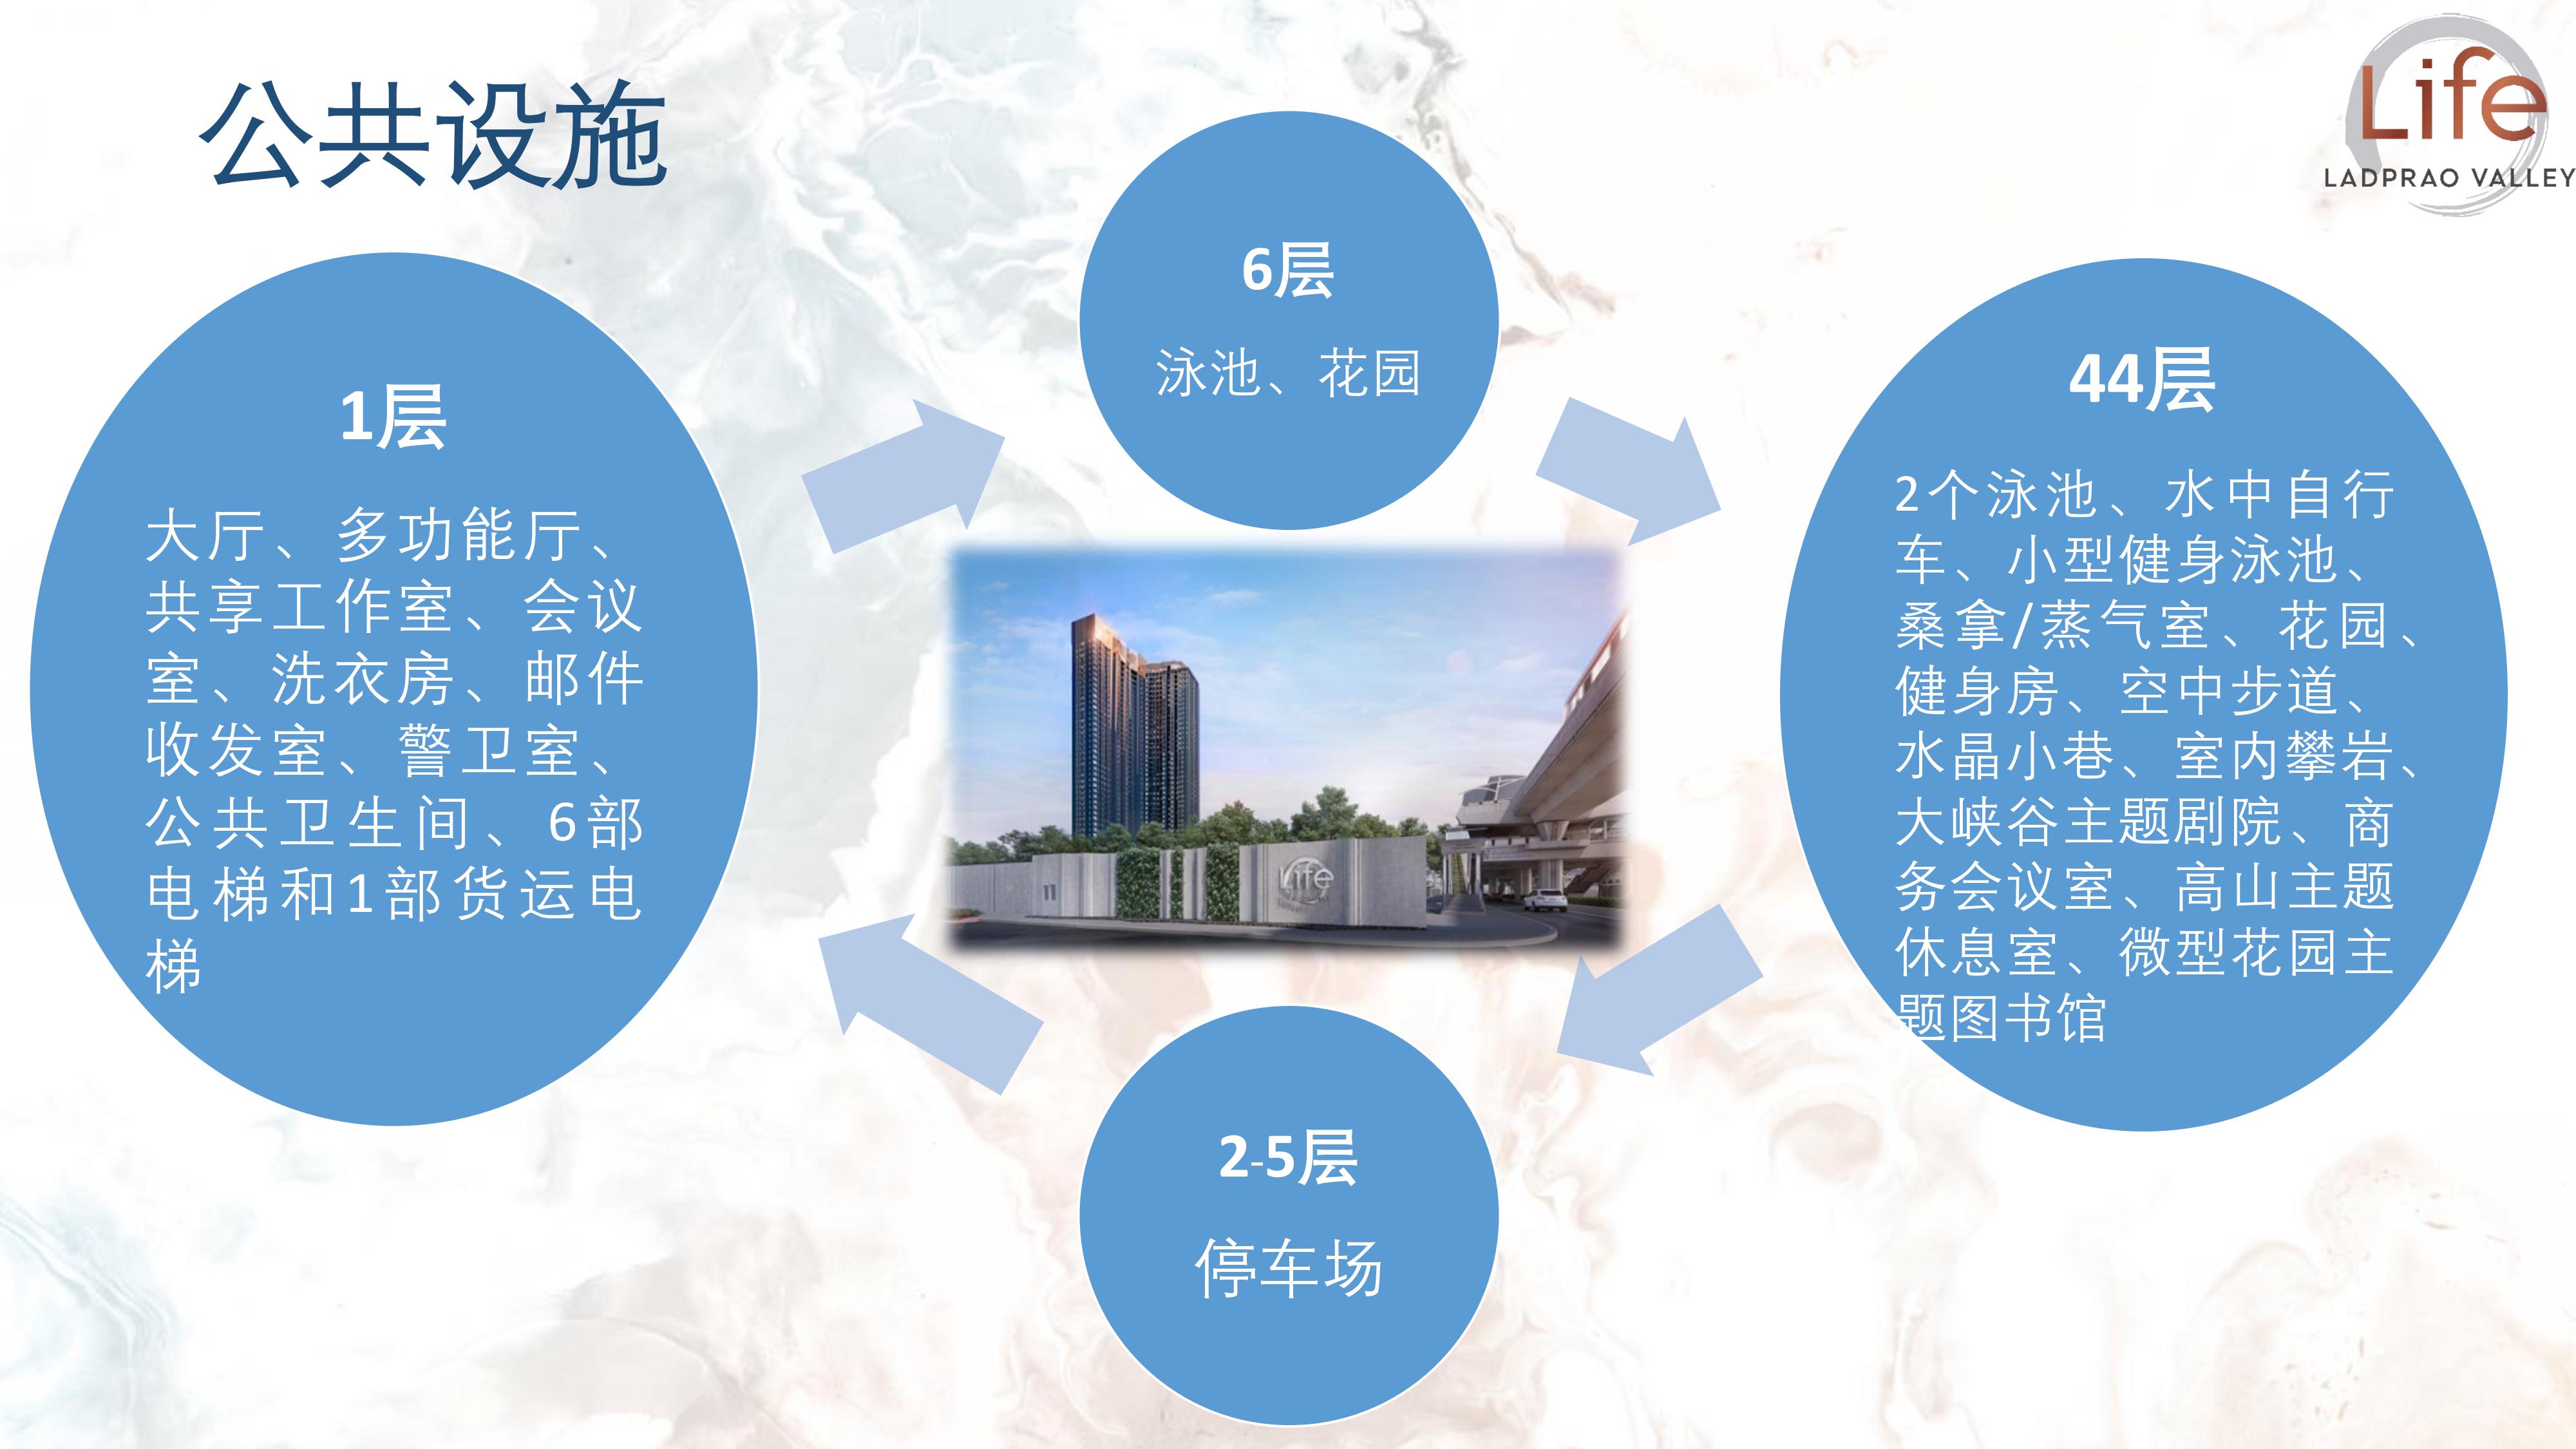 公共设施
Life
LADPRAO VALLEY
6层
泳池、花园
1层
大厅、多功能厅、
共享工作室、会议
室、洗衣房、邮件
收发室、警卫室、
公共卫生间、6部
电梯和1部货运电
梯
44层
2个泳池、水中自行
车、小型健身泳池、
桑拿/蒸气室、花园、
健身房、空中步道、
水晶小巷、室内攀岩、
大峡谷主题剧院、商
务会议室、高山主题
休息室、微型花园主
题图书馆
Life
2-5层
停车场